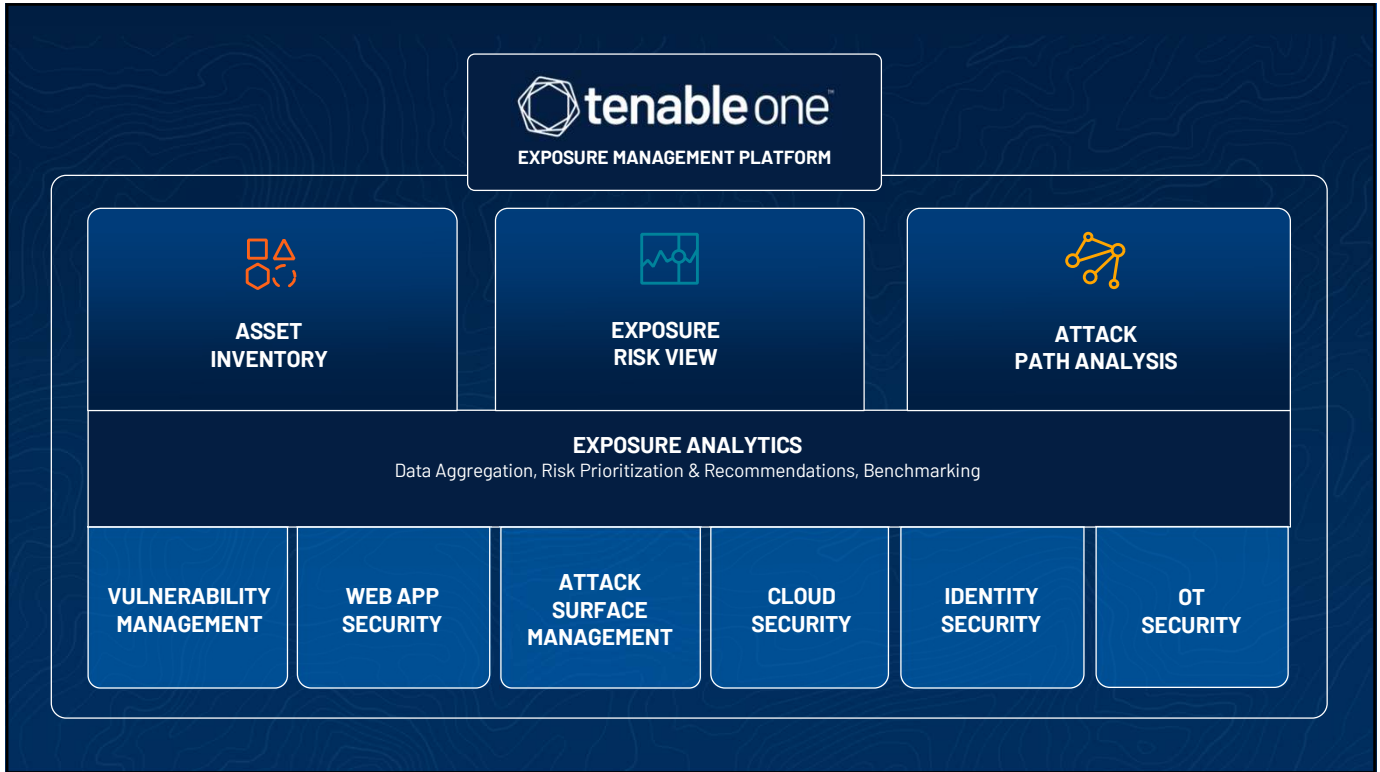 tenable one™
EXPOSURE MANAGEMENT PLATFORM
ASSET
INVENTORY
EXPOSURE
RISK VIEW
ATTACK
PATH ANALYSIS
EXPOSURE ANALYTICS
Data Aggregation, Risk Prioritization & Recommendations, Benchmarking
VULNERABILITY
MANAGEMENT
WEB APP
SECURITY
ATTACK
SURFACE
MANAGEMENT
CLOUD
SECURITY
IDENTITY
SECURITY
OT
SECURITY